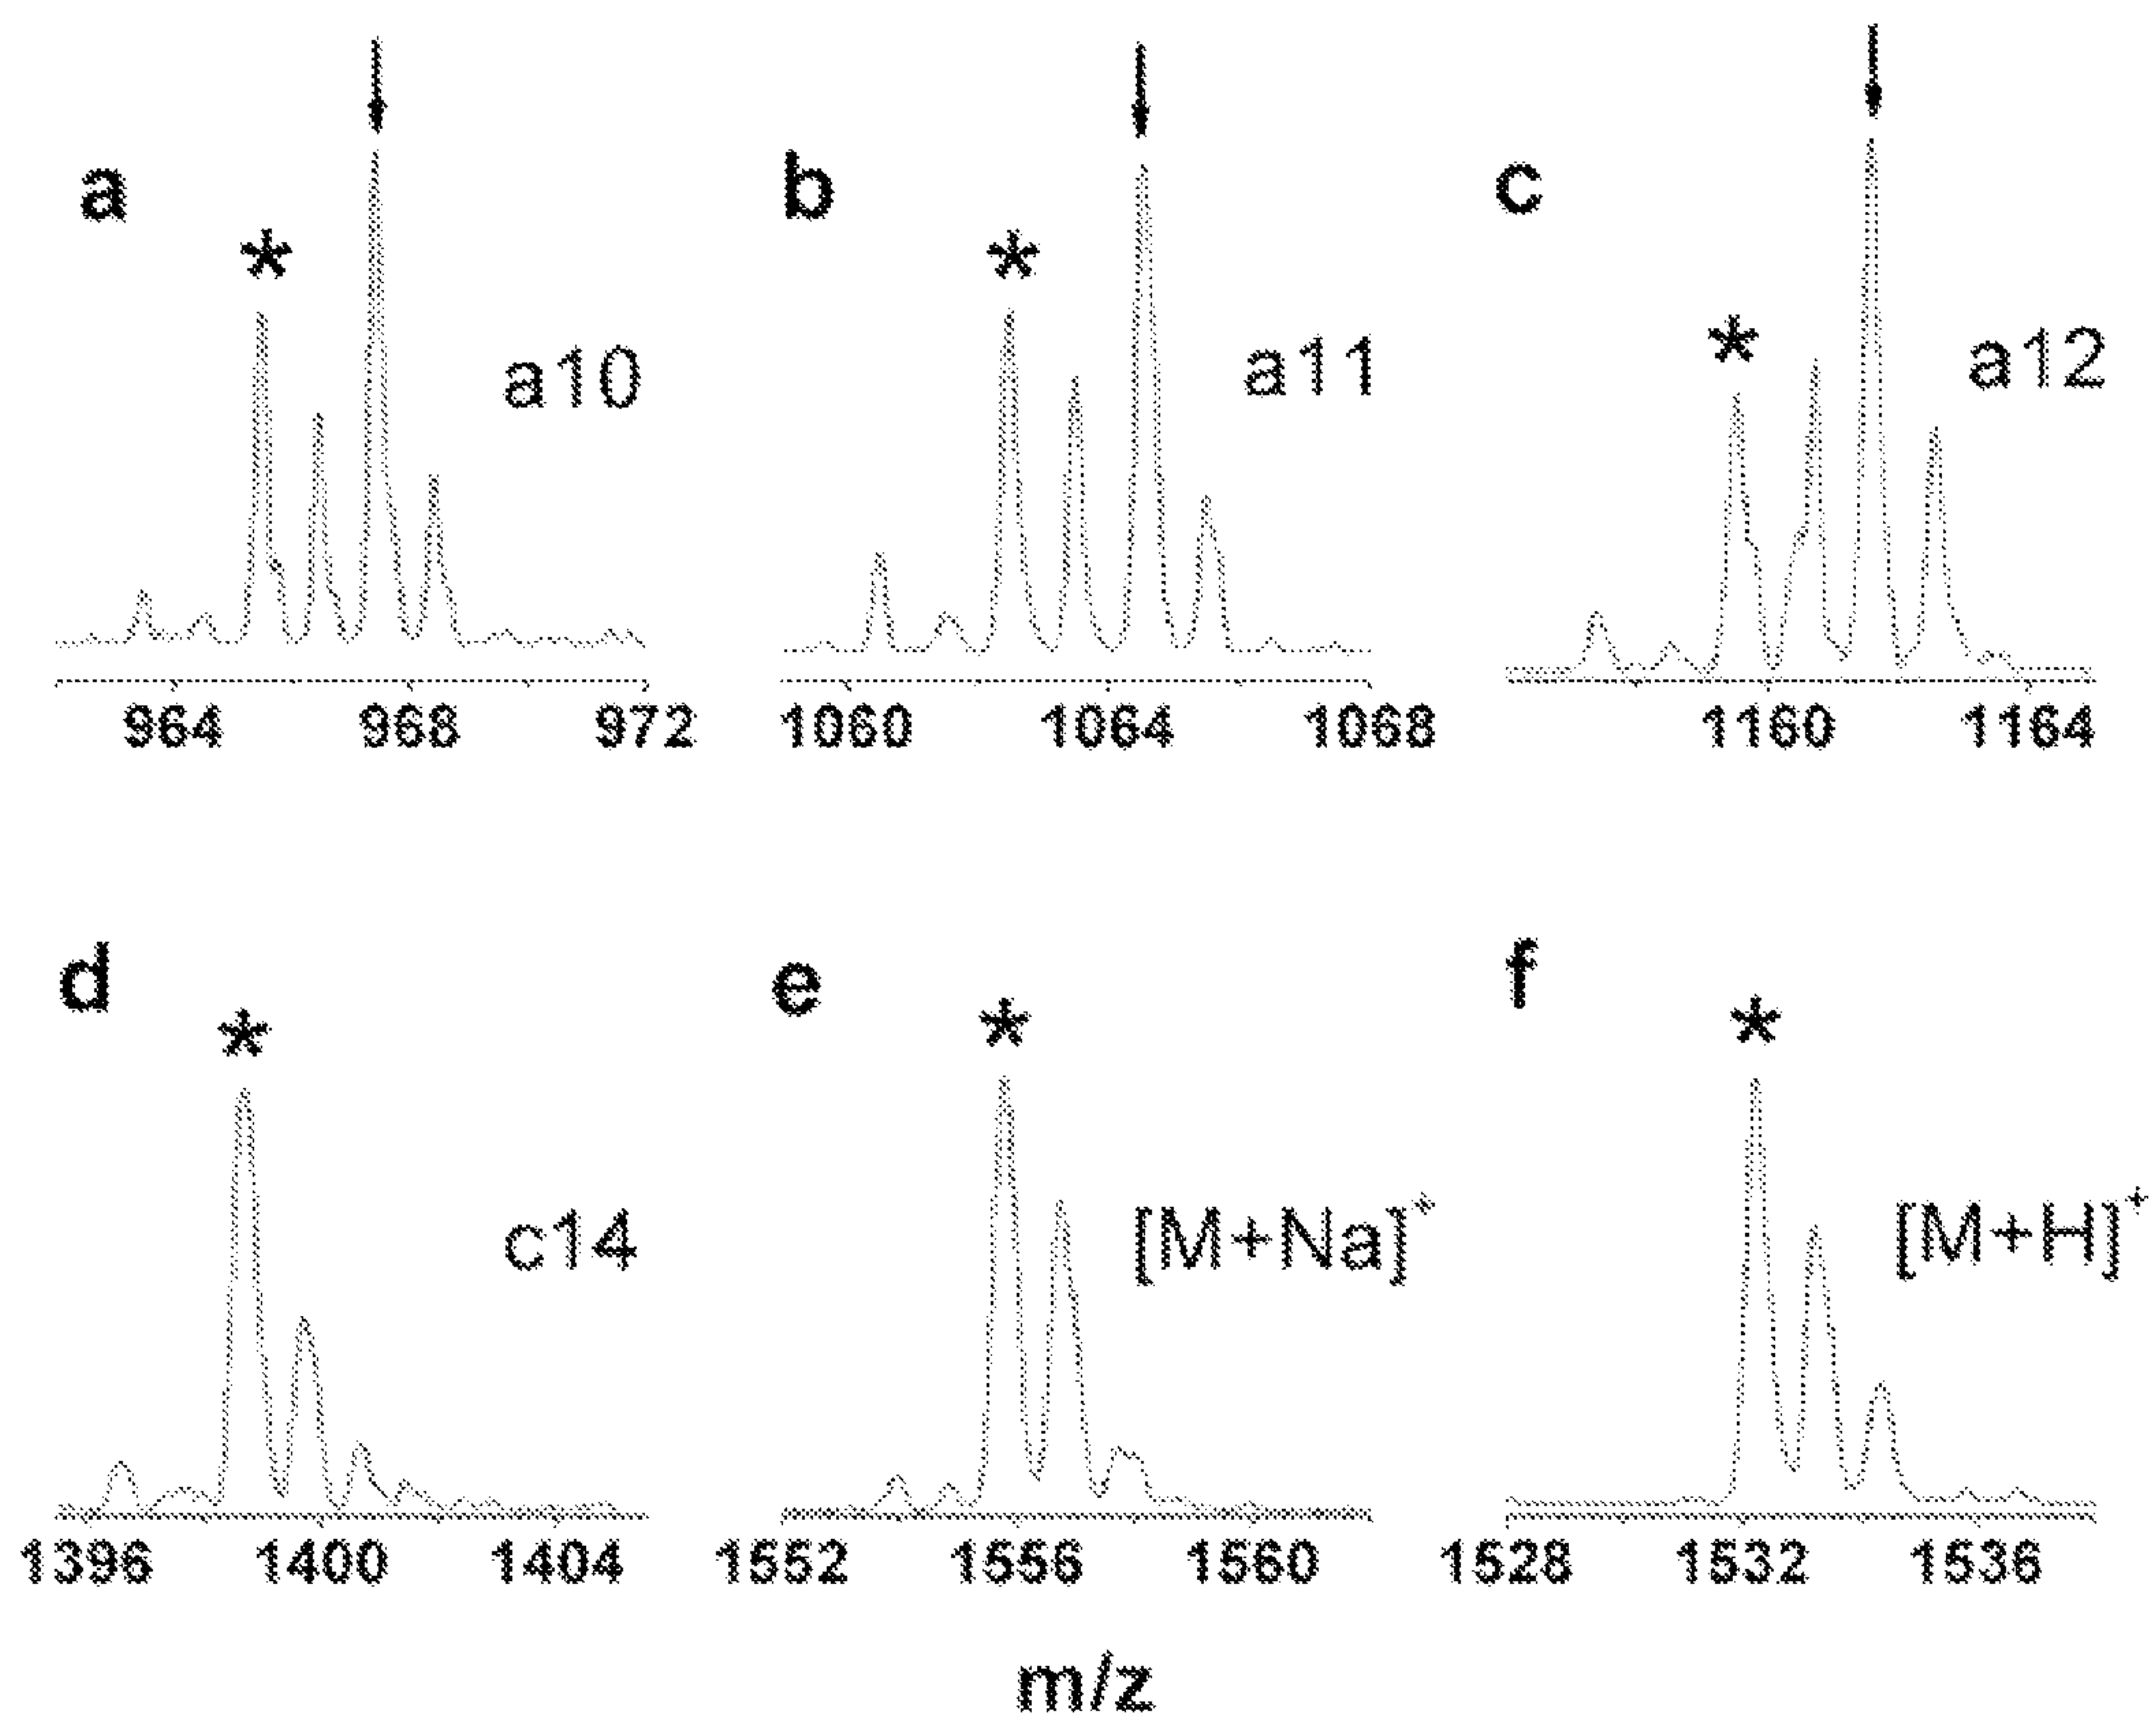 a
*
a10
964 968 972
b
*
a11
1060 1064 1068
c
*
a12
1160 1164
d
*
c14
1396 1400 1404
e
*
[M+Na]+
1552 1556 1560
f
*
[M+H]+
1528 1532 1536
m/z